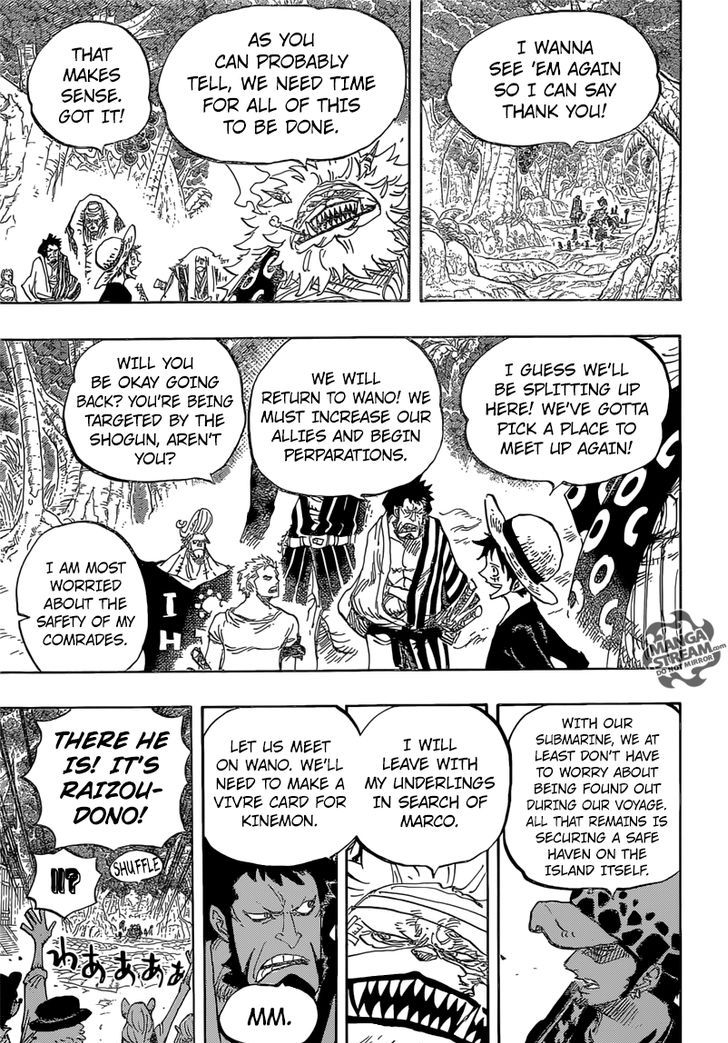 I WANNA
SEE 'EM AGAIN
SO I CAN SAY
THANK YOU!
AS YOU
CAN PROBABLY
TELL, WE NEED TIME
FOR ALL OF THIS
TO BE DONE.
THAT
MAKES
SENSE.
GOT IT!
I GUESS WE'LL
BE SPLITTING UP
HERE! WE'VE GOTTA
PICK A PLACE TO
MEET UP AGAIN!
WE WILL
RETURN TO WANO! WE
MUST INCREASE OUR
ALLIES AND BEGIN
PERPARATIONS.
WILL YOU
BE OKAY GOING
BACK? YOU'RE BEING
TARGETED BY THE
SHOGUN, AREN'T
YOU?
I AM MOST
WORRIED
ABOUT THE
SAFETY OF MY
COMRADES.
I
H
MANGA
STREAM.com
DO NOT MIRROR!
WITH OUR
SUBMARINE, WE AT
LEAST DON'T HAVE
TO WORRY ABOUT
BEING FOUND OUT
DURING OUR VOYAGE.
ALL THAT REMAINS IS
SECURING A SAFE
HAVEN ON THE
ISLAND ITSELF.
I WILL
LEAVE WITH
MY UNDERLINGS
IN SEARCH OF
MARCO.
LET US MEET
ON WANO. WE'LL
NEED TO MAKE A
VIVRE CARD FOR
KINEMON.
MM.
THERE HE
IS! IT'S
RAIZOU-
DONO!
!!?
SHUFFLE
わぁぁぁぁ